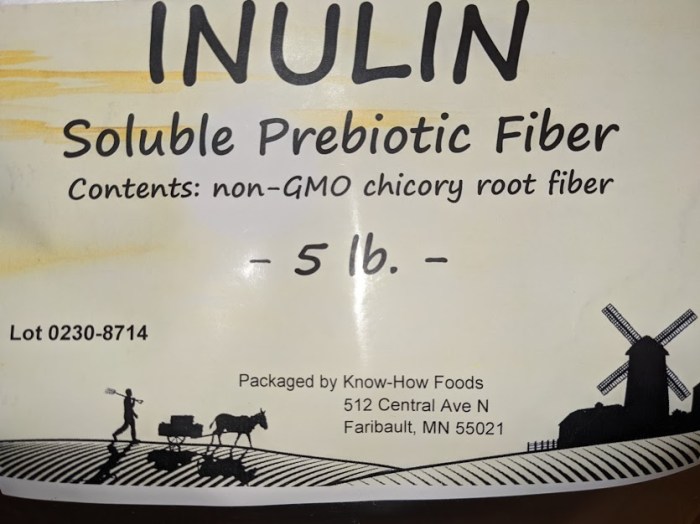 INULIN
Soluble Prebiotic Fiber
Contents: non-GMO chicory root fiber
- 5 lb. -
Lot 0230-8714
Packaged by Know-How Foods
512 Central Ave N
Faribault, MN 55021